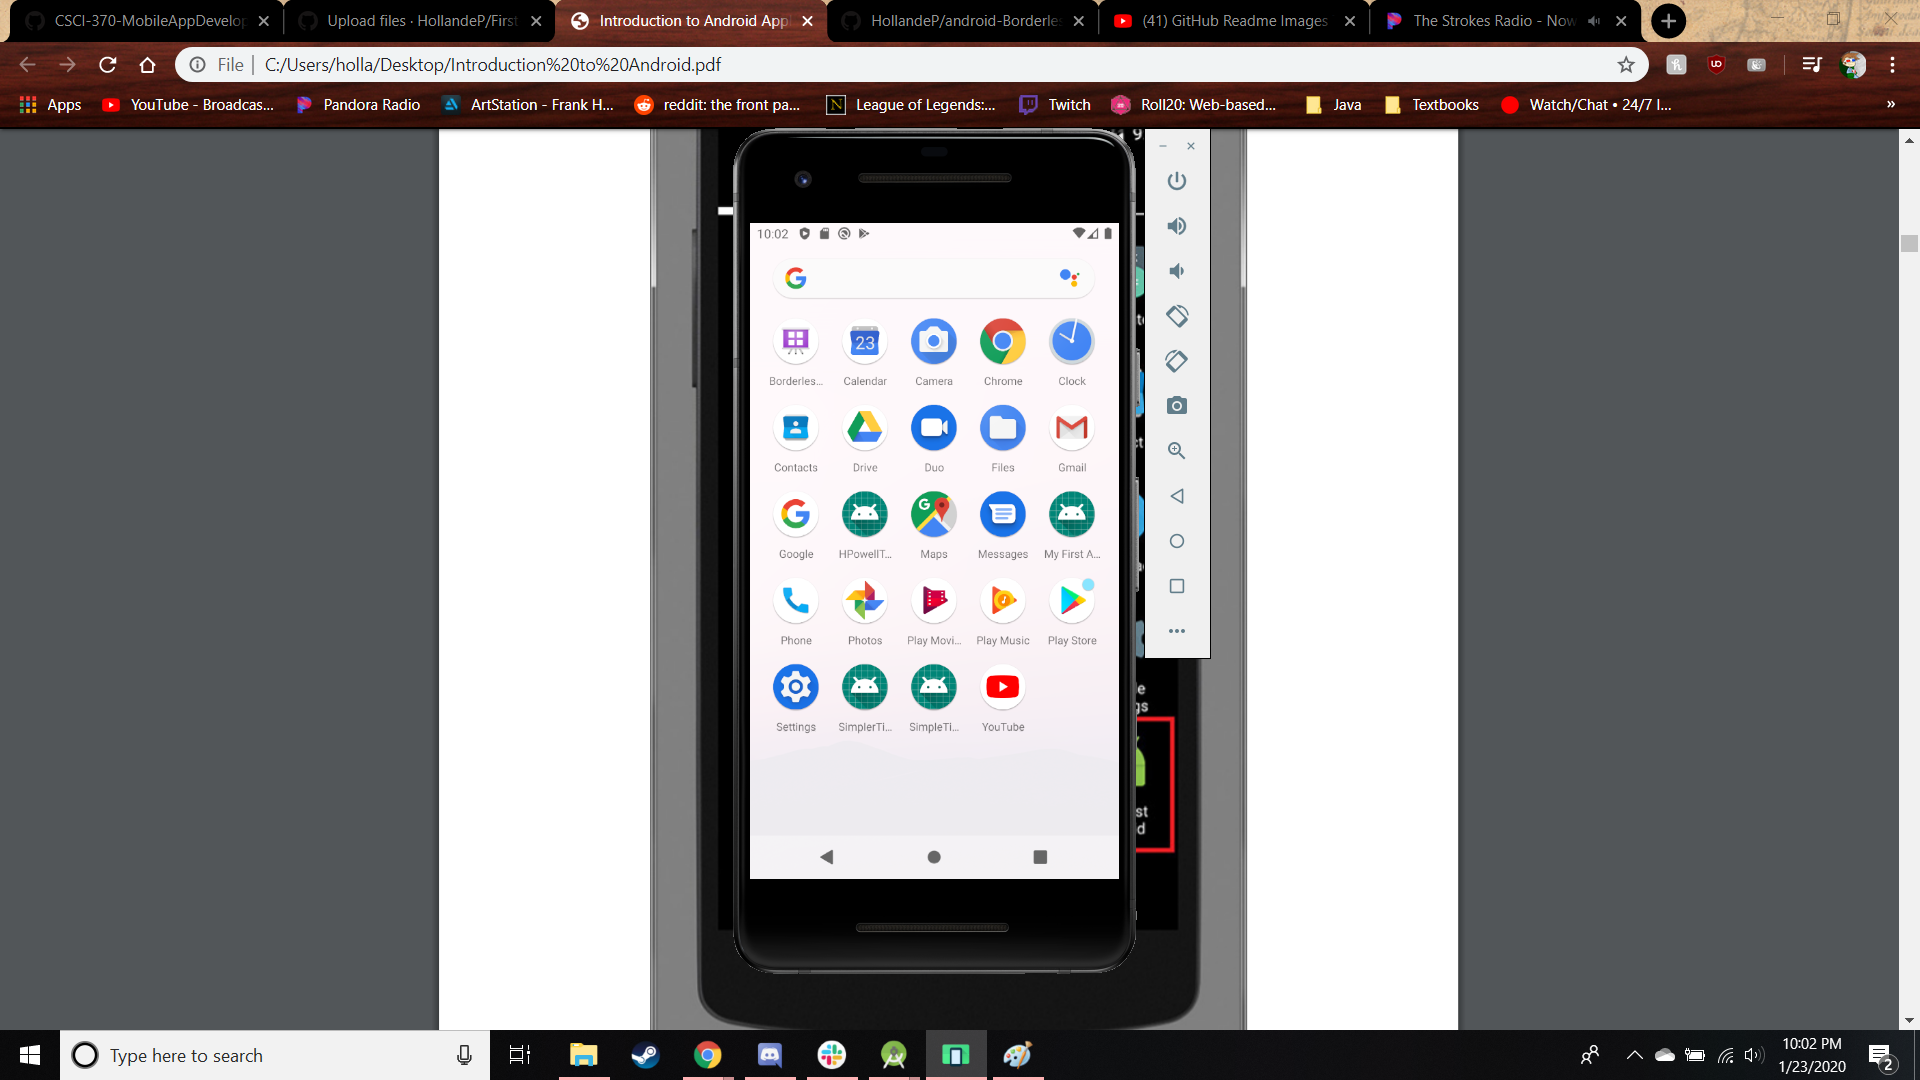 CSCI-370-MobileAppDevelop
Upload files · HollandeP/First
Introduction to Android App
HollandeP/android-Borderles
(41) GitHub Readme Images
The Strokes Radio - Now
File
C:/Users/holla/Desktop/Introduction%20to%20Android.pdf
Apps
YouTube - Broadcas...
Pandora Radio
ArtStation - Frank H...
reddit: the front pa...
League of Legends:...
Twitch
Roll20: Web-based...
Java
Textbooks
Watch/Chat • 24/7 l...
»
9
10:02
23
Borderles...
Calendar
Camera
Chrome
Clock
Contacts
Drive
Duo
Files
Gmail
Google
HPowellT...
Maps
Messages
My First A...
Phone
Photos
Play Movi...
Play Music
Play Store
Settings
SimplerTi...
SimpleTi...
YouTube
e
gs
st
d
Type here to search
10:02 PM
1/23/2020
2